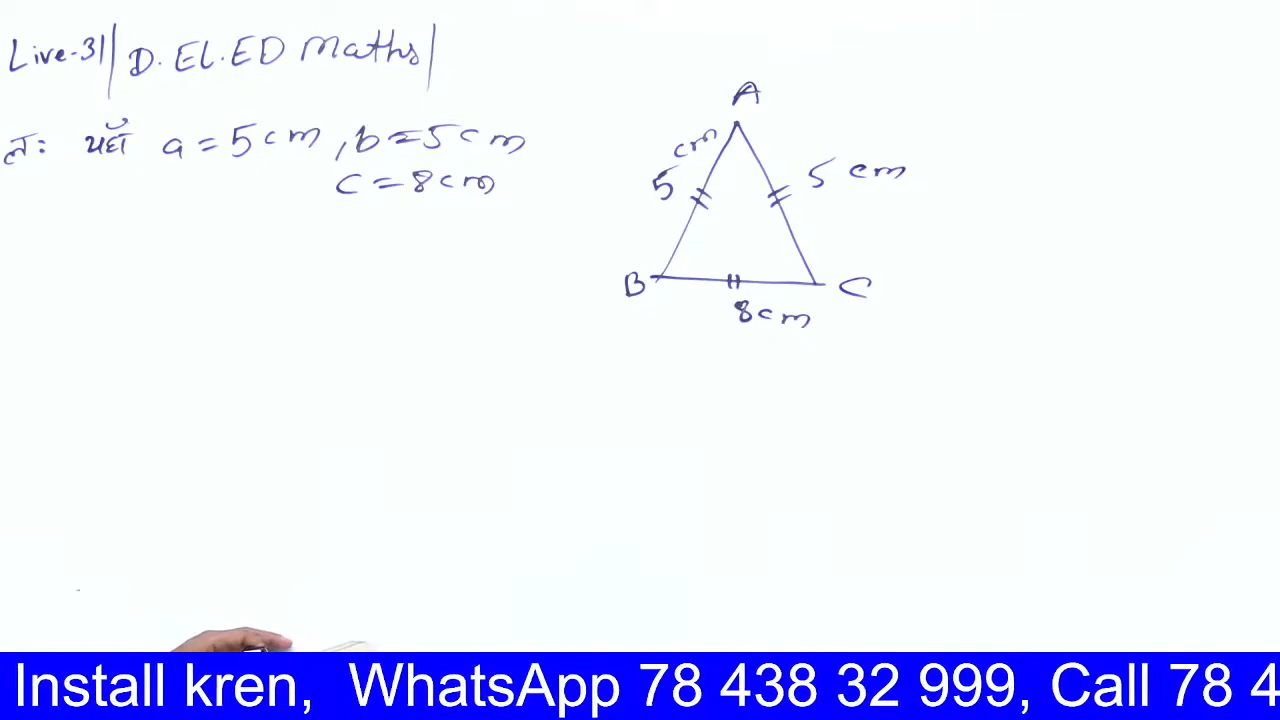 Live-31 | D. EL. ED Maths |
हल: यहाँ a = 5 cm, b = 5 cm
c = 8 cm
A
5 cm
5 cm
B
C
8 cm
Install kren, WhatsApp 78 438 32 999, Call 78 4